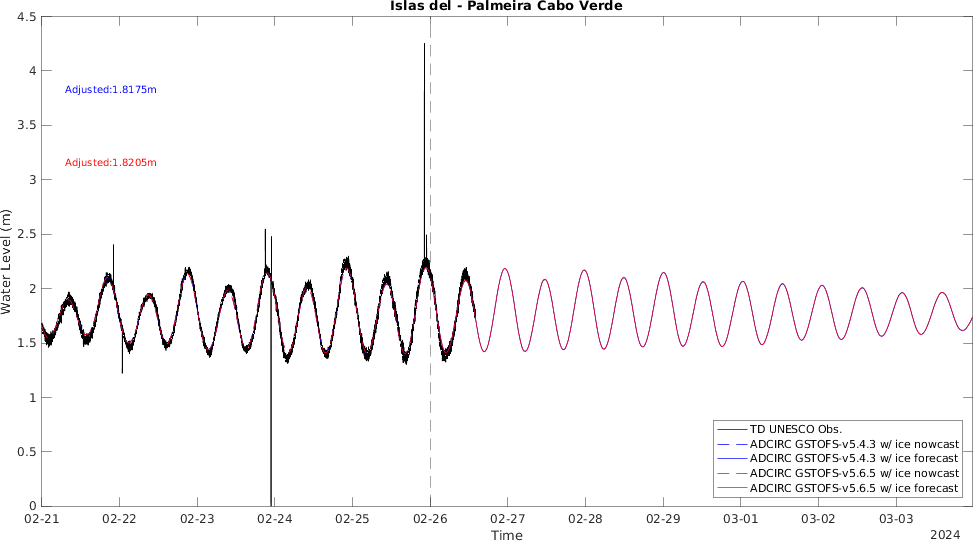 Islas del - Palmeira Cabo Verde
4.5
4
3.5
3
2.5
2
1.5
1
0.5
0
Water Level (m)
Adjusted:1.8175m
Adjusted:1.8205m
TD UNESCO Obs.
ADCIRC GSTOFS-v5.4.3 w/ ice nowcast
ADCIRC GSTOFS-v5.4.3 w/ ice forecast
ADCIRC GSTOFS-v5.6.5 w/ ice nowcast
ADCIRC GSTOFS-v5.6.5 w/ ice forecast
02-21 02-22 02-23 02-24 02-25 02-26 02-27 02-28 02-29 03-01 03-02 03-03
Time
2024